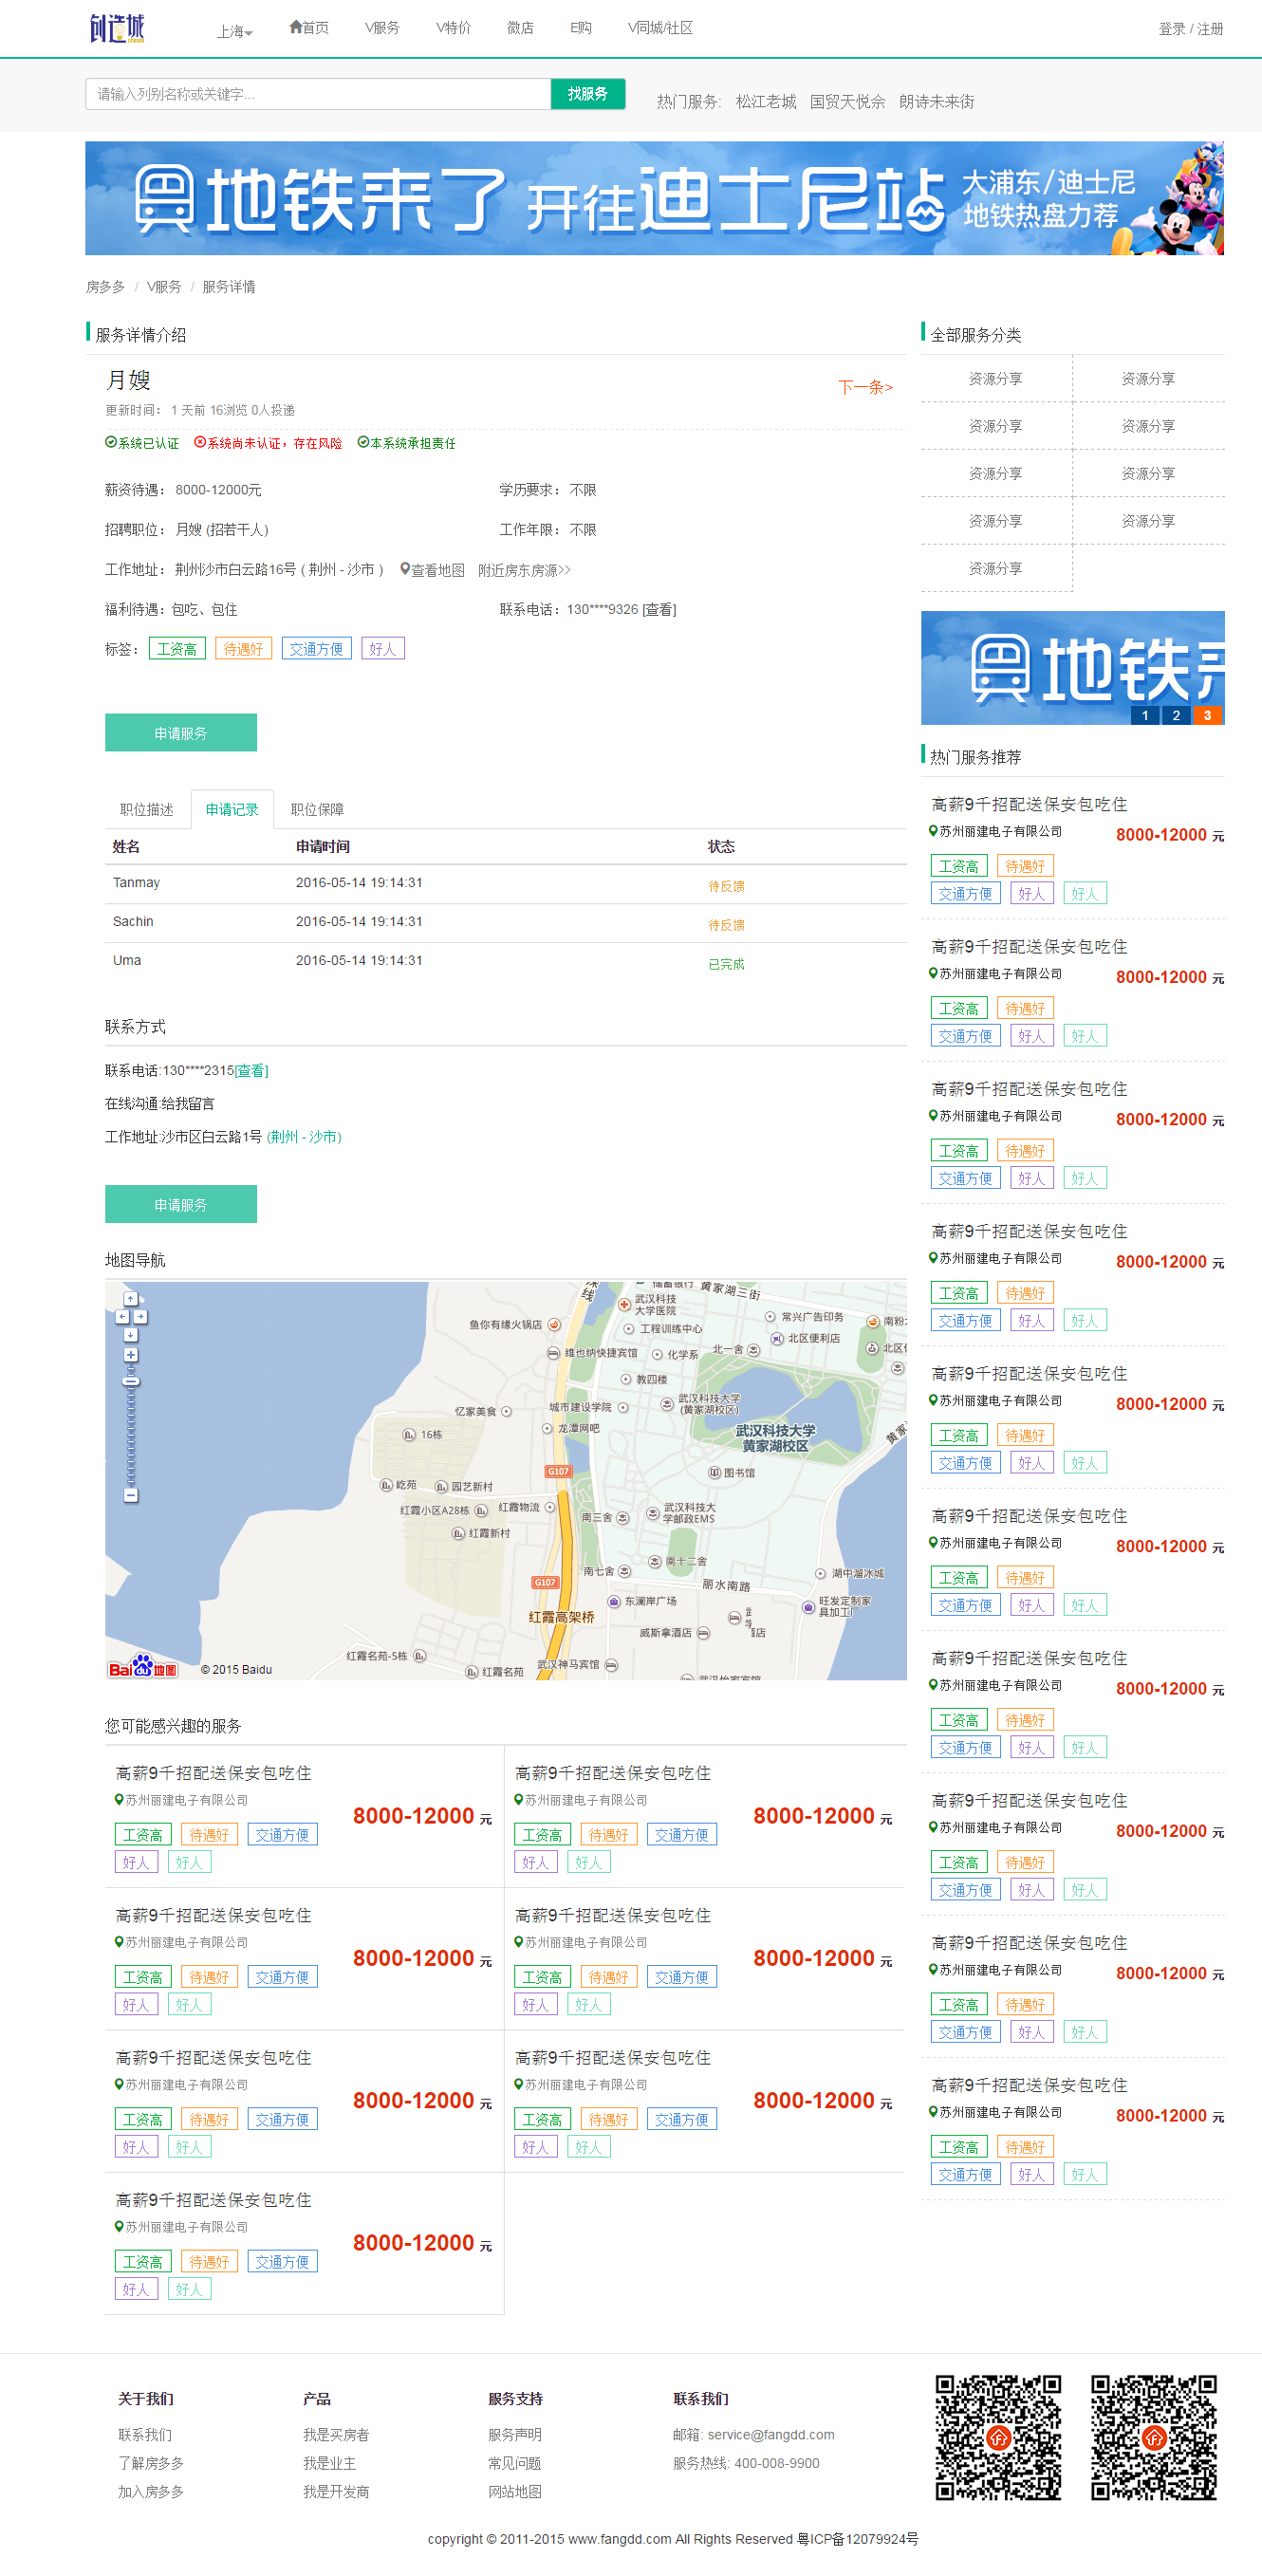 创造城 上海 首页 V服务 V特价 微店 E购 V同城/社区 登录 / 注册
请输入列别名称或关键字... 找服务 热门服务: 松江老城 国贸天悦佘 朗诗未来街
地铁来了 开往迪士尼站 大浦东/迪士尼
地铁热盘力荐
房多多 / V服务 / 服务详情
服务详情介绍
月嫂 下一条>
更新时间： 1 天前 16浏览 0人投递
系统已认证 系统尚未认证，存在风险 本系统承担责任
薪资待遇： 8000-12000元 学历要求： 不限
招聘职位： 月嫂 (招若干人) 工作年限： 不限
工作地址： 荆州沙市白云路16号 ( 荆州 - 沙市 ) 查看地图 附近房东房源>>
福利待遇：包吃、包住 联系电话：130****9326 [查看]
标签： 工资高 待遇好 交通方便 好人
申请服务
职位描述 申请记录 职位保障
姓名 申请时间 状态
Tanmay 2016-05-14 19:14:31 待反馈
Sachin 2016-05-14 19:14:31 待反馈
Uma 2016-05-14 19:14:31 已完成
联系方式
联系电话:130****2315[查看]
在线沟通:给我留言
工作地址:沙市区白云路1号 (荆州 - 沙市)
申请服务
地图导航
储蓄银行 黄家湖三街
武汉科技
大学医院
常兴广告印务
鱼你有缘火锅店 工程训练中心 北区便利店 南粉
维也纳快捷宾馆 化学系 北一舍 北区
教四楼
武汉科技大学
(黄家湖校区)
忆家美食 城市建设学院
16栋 龙潭网吧 武汉科技大学
黄家湖校区 黄家
G107 图书馆
屹苑 园艺新村
红霞小区A28栋 红霞物流 武汉科技大
学邮政EMS
南三舍
红霞新村
南十二舍
南七舍 湖中溜冰城
G107 丽水南路
东澜岸广场 旺发定制家
具加工厂
红霞高架桥
威斯拿酒店
红霞名苑-5栋 武汉神马宾馆
红霞名苑
Bai du 地图 © 2015 Baidu
您可能感兴趣的服务
高薪9千招配送保安包吃住
苏州丽建电子有限公司
8000-12000 元
工资高 待遇好 交通方便
好人 好人
高薪9千招配送保安包吃住
苏州丽建电子有限公司
8000-12000 元
工资高 待遇好 交通方便
好人 好人
高薪9千招配送保安包吃住
苏州丽建电子有限公司
8000-12000 元
工资高 待遇好 交通方便
好人 好人
高薪9千招配送保安包吃住
苏州丽建电子有限公司
8000-12000 元
工资高 待遇好 交通方便
好人 好人
高薪9千招配送保安包吃住
苏州丽建电子有限公司
8000-12000 元
工资高 待遇好 交通方便
好人 好人
高薪9千招配送保安包吃住
苏州丽建电子有限公司
8000-12000 元
工资高 待遇好 交通方便
好人 好人
高薪9千招配送保安包吃住
苏州丽建电子有限公司
8000-12000 元
工资高 待遇好 交通方便
好人 好人
全部服务分类
资源分享 资源分享
资源分享 资源分享
资源分享 资源分享
资源分享 资源分享
资源分享
地铁来
1 2 3
热门服务推荐
高薪9千招配送保安包吃住
苏州丽建电子有限公司 8000-12000 元
工资高 待遇好
交通方便 好人 好人
高薪9千招配送保安包吃住
苏州丽建电子有限公司 8000-12000 元
工资高 待遇好
交通方便 好人 好人
高薪9千招配送保安包吃住
苏州丽建电子有限公司 8000-12000 元
工资高 待遇好
交通方便 好人 好人
高薪9千招配送保安包吃住
苏州丽建电子有限公司 8000-12000 元
工资高 待遇好
交通方便 好人 好人
高薪9千招配送保安包吃住
苏州丽建电子有限公司 8000-12000 元
工资高 待遇好
交通方便 好人 好人
高薪9千招配送保安包吃住
苏州丽建电子有限公司 8000-12000 元
工资高 待遇好
交通方便 好人 好人
高薪9千招配送保安包吃住
苏州丽建电子有限公司 8000-12000 元
工资高 待遇好
交通方便 好人 好人
高薪9千招配送保安包吃住
苏州丽建电子有限公司 8000-12000 元
工资高 待遇好
交通方便 好人 好人
高薪9千招配送保安包吃住
苏州丽建电子有限公司 8000-12000 元
工资高 待遇好
交通方便 好人 好人
高薪9千招配送保安包吃住
苏州丽建电子有限公司 8000-12000 元
工资高 待遇好
交通方便 好人 好人
关于我们 产品 服务支持 联系我们
联系我们 我是买房者 服务声明 邮箱: service@fangdd.com
了解房多多 我是业主 常见问题 服务热线: 400-008-9900
加入房多多 我是开发商 网站地图
copyright © 2011-2015 www.fangdd.com All Rights Reserved 粤ICP备12079924号